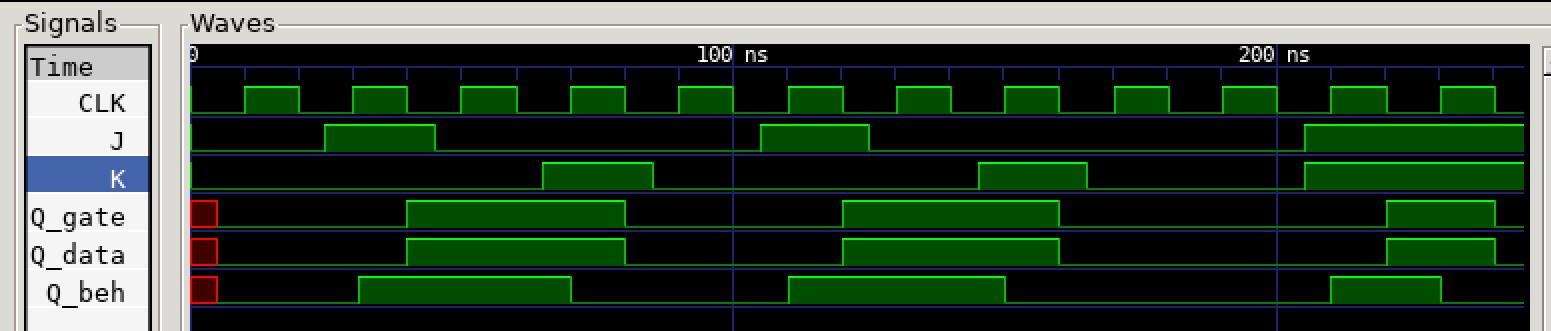 Signals
Waves
Time
0 100 ns 200 ns
CLK
J
K
Q_gate
Q_data
Q_beh